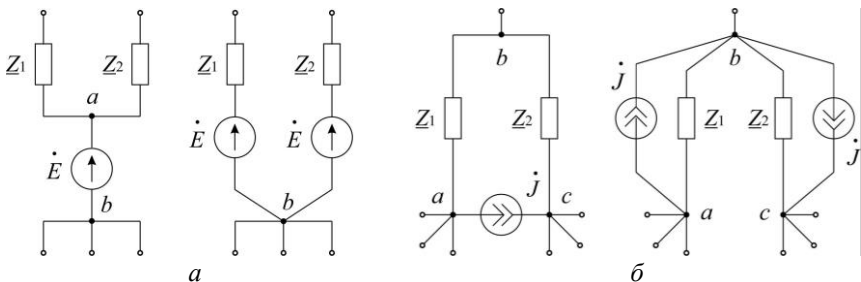 Z1 Z2 a Ė b
Z1 Z2 Ė Ė b
b Z1 Z2 a J̇ c
b J̇ Z1 Z2 J̇ a c
а б